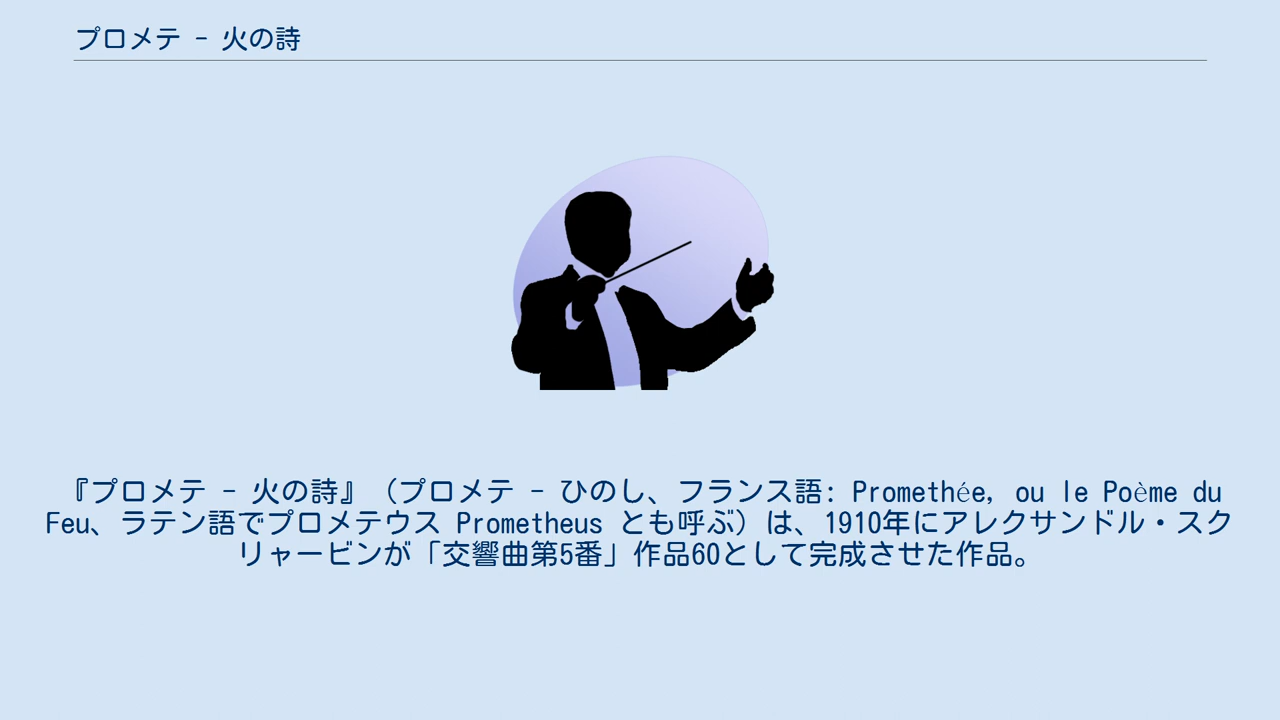 プロメテ - 火の詩
『プロメテ - 火の詩』（プロメテ - ひのし、フランス語: Prométhée, ou le Poème du
Feu、ラテン語でプロメテウス Prometheus とも呼ぶ）は、1910年にアレクサンドル・スク
リャービンが「交響曲第5番」作品60として完成させた作品。